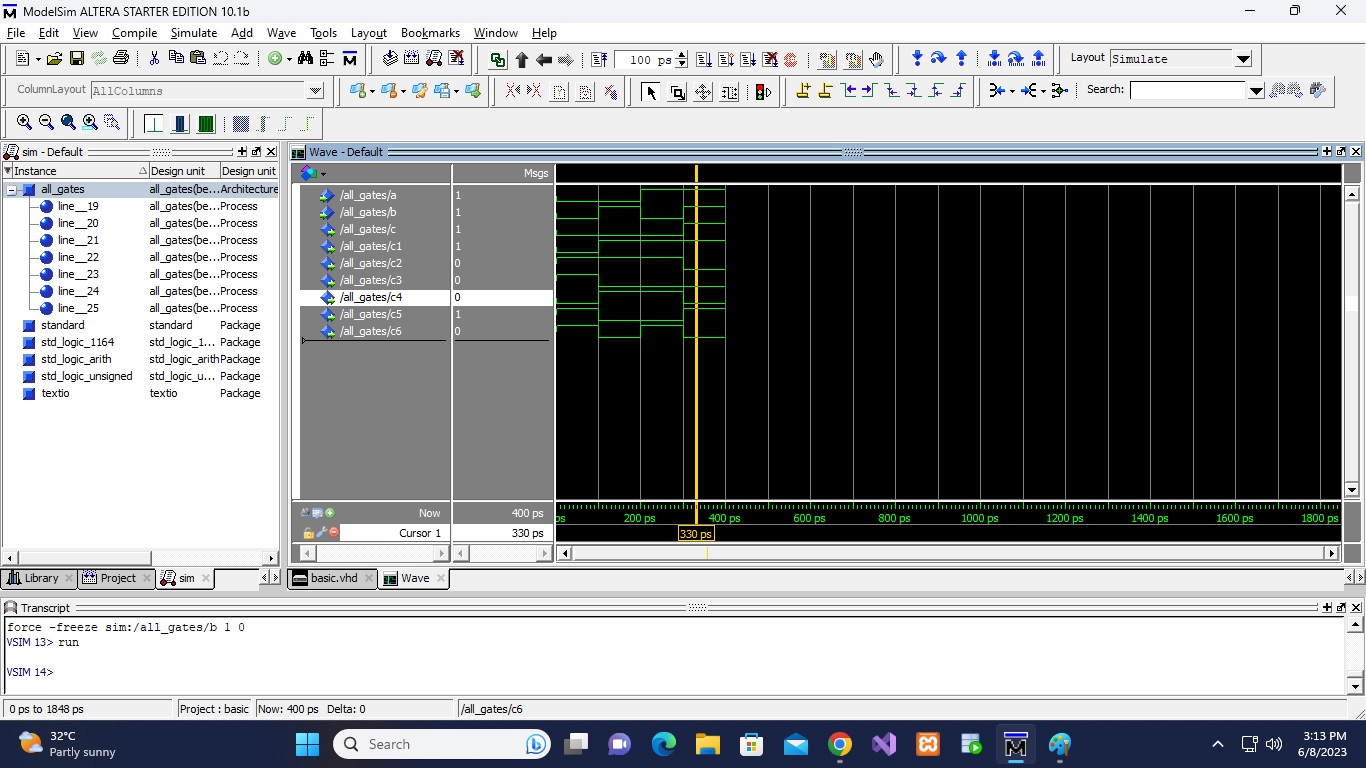 ModelSim ALTERA STARTER EDITION 10.1b
File Edit View Compile Simulate Add Wave Tools Layout Bookmarks Window Help
100 ps
Layout Simulate
ColumnLayout AllColumns
Search:
sim - Default
Instance Design unit Design unit
all_gates all_gates(be... Architecture
line__19 all_gates(be... Process
line__20 all_gates(be... Process
line__21 all_gates(be... Process
line__22 all_gates(be... Process
line__23 all_gates(be... Process
line__24 all_gates(be... Process
line__25 all_gates(be... Process
standard standard Package
std_logic_1164 std_logic_1... Package
std_logic_arith std_logic_arith Package
std_logic_unsigned std_logic_u... Package
textio textio Package
Wave - Default
Msgs
/all_gates/a 1
/all_gates/b 1
/all_gates/c 1
/all_gates/c1 1
/all_gates/c2 0
/all_gates/c3 0
/all_gates/c4 0
/all_gates/c5 1
/all_gates/c6 0
Now 400 ps
ps 200 ps 400 ps 600 ps 800 ps 1000 ps 1200 ps 1400 ps 1600 ps 1800 ps
Cursor 1 330 ps
330 ps
Library Project sim
basic.vhd Wave
Transcript
force -freeze sim:/all_gates/b 1 0
VSIM 13> run
VSIM 14>
0 ps to 1848 ps Project : basic Now: 400 ps Delta: 0 /all_gates/c6
32°C
Partly sunny
Search
3:13 PM
6/8/2023